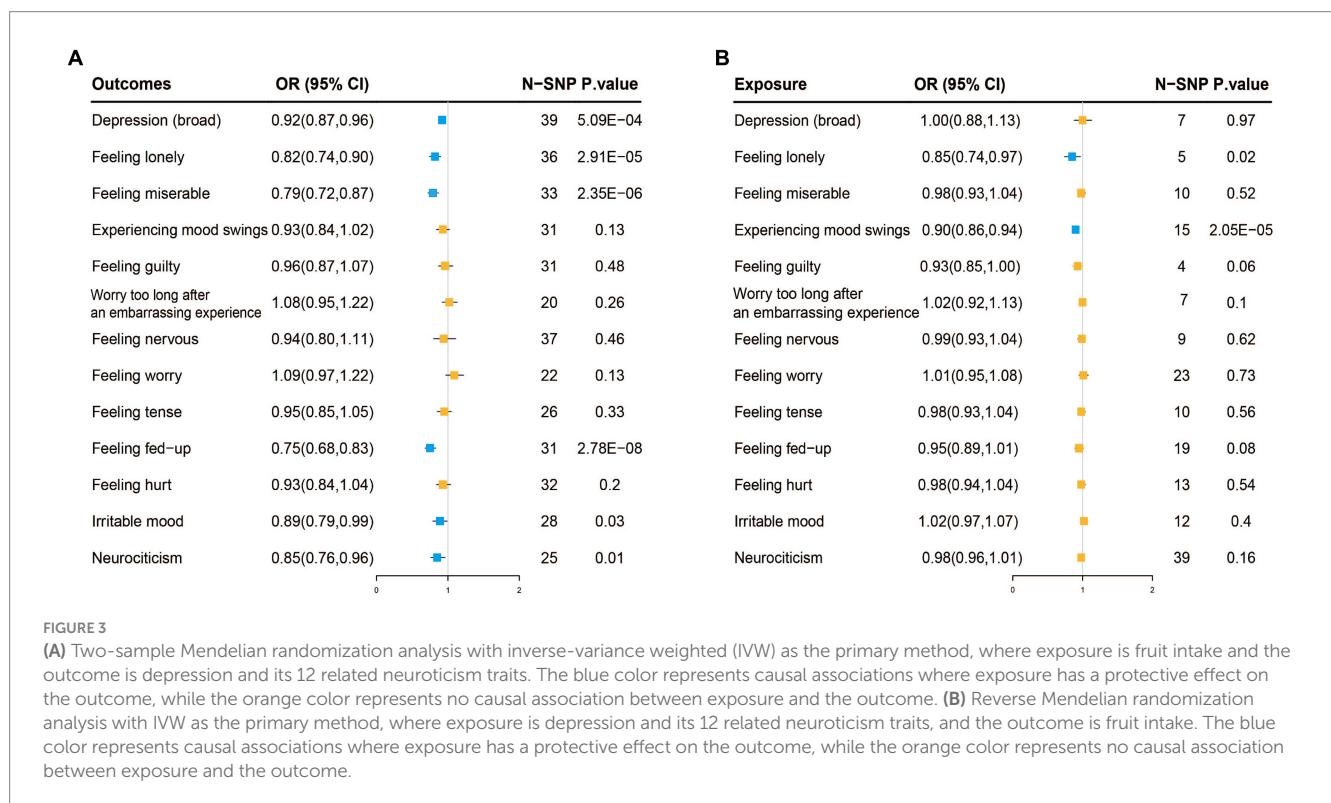 A
Outcomes OR (95% CI) N−SNP P.value
Depression (broad) 0.92(0.87,0.96) 39 5.09E−04
Feeling lonely 0.82(0.74,0.90) 36 2.91E−05
Feeling miserable 0.79(0.72,0.87) 33 2.35E−06
Experiencing mood swings 0.93(0.84,1.02) 31 0.13
Feeling guilty 0.96(0.87,1.07) 31 0.48
Worry too long after
an embarrassing experience 1.08(0.95,1.22) 20 0.26
Feeling nervous 0.94(0.80,1.11) 37 0.46
Feeling worry 1.09(0.97,1.22) 22 0.13
Feeling tense 0.95(0.85,1.05) 26 0.33
Feeling fed−up 0.75(0.68,0.83) 31 2.78E−08
Feeling hurt 0.93(0.84,1.04) 32 0.2
Irritable mood 0.89(0.79,0.99) 28 0.03
Neurociticism 0.85(0.76,0.96) 25 0.01
0 1 2
B
Exposure OR (95% CI) N−SNP P.value
Depression (broad) 1.00(0.88,1.13) 7 0.97
Feeling lonely 0.85(0.74,0.97) 5 0.02
Feeling miserable 0.98(0.93,1.04) 10 0.52
Experiencing mood swings 0.90(0.86,0.94) 15 2.05E−05
Feeling guilty 0.93(0.85,1.00) 4 0.06
Worry too long after
an embarrassing experience 1.02(0.92,1.13) 7 0.1
Feeling nervous 0.99(0.93,1.04) 9 0.62
Feeling worry 1.01(0.95,1.08) 23 0.73
Feeling tense 0.98(0.93,1.04) 10 0.56
Feeling fed−up 0.95(0.89,1.01) 19 0.08
Feeling hurt 0.98(0.94,1.04) 13 0.54
Irritable mood 1.02(0.97,1.07) 12 0.4
Neurociticism 0.98(0.96,1.01) 39 0.16
0 1 2
FIGURE 3
(A) Two-sample Mendelian randomization analysis with inverse-variance weighted (IVW) as the primary method, where exposure is fruit intake and the
outcome is depression and its 12 related neuroticism traits. The blue color represents causal associations where exposure has a protective effect on
the outcome, while the orange color represents no causal association between exposure and the outcome. (B) Reverse Mendelian randomization
analysis with IVW as the primary method, where exposure is depression and its 12 related neuroticism traits, and the outcome is fruit intake. The blue
color represents causal associations where exposure has a protective effect on the outcome, while the orange color represents no causal association
between exposure and the outcome.